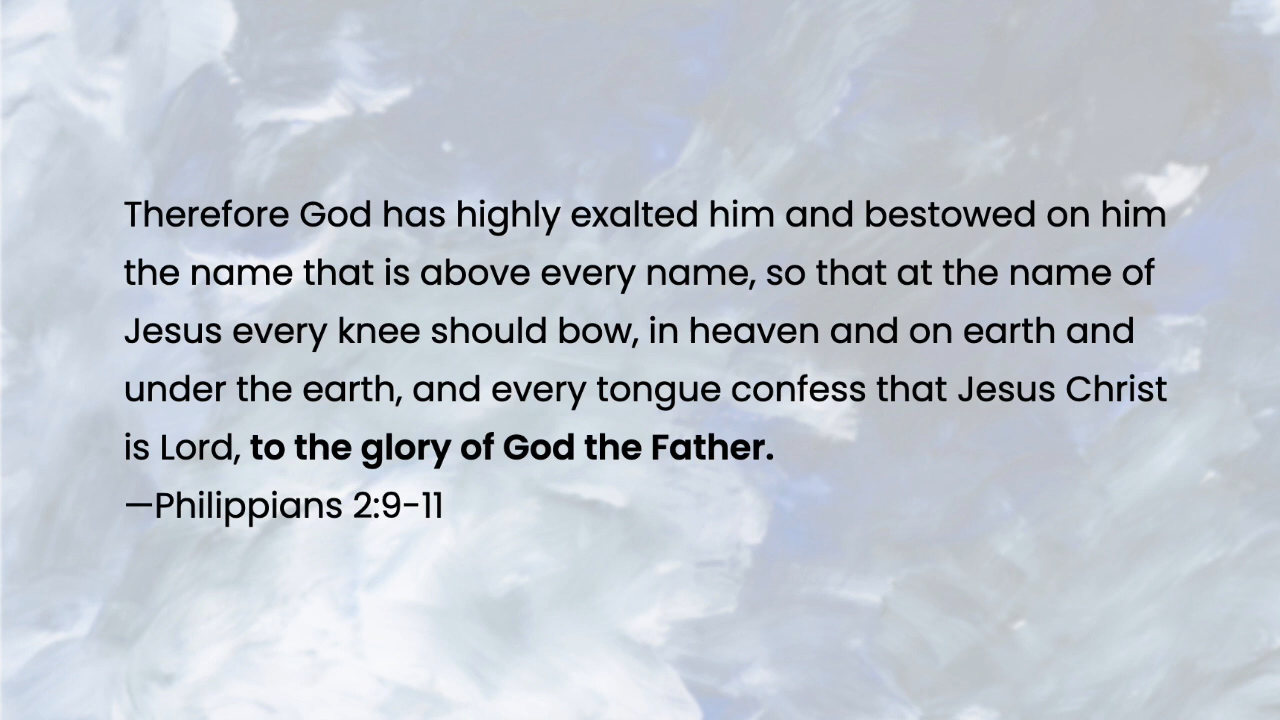 Therefore God has highly exalted him and bestowed on him
the name that is above every name, so that at the name of
Jesus every knee should bow, in heaven and on earth and
under the earth, and every tongue confess that Jesus Christ
is Lord, to the glory of God the Father.
—Philippians 2:9-11